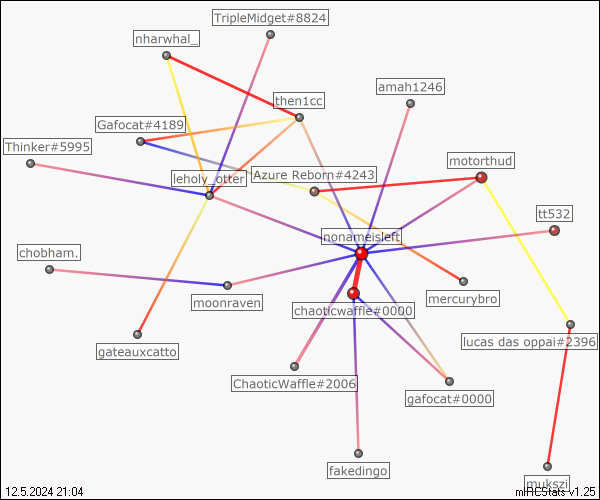 TripleMidget#8824
nharwhal_
amah1246
then1cc
Gafocat#4189
Thinker#5995
motorthud
leholy_otter
Azure Reborn#4243
tt532
nonameisleft
chobham.
moonraven
mercurybro
chaoticwaffle#0000
lucas das oppai#2396
gateauxcatto
ChaoticWaffle#2006
gafocat#0000
fakedingo
mukszi
12.5.2024 21:04
mIRCStats v1.25